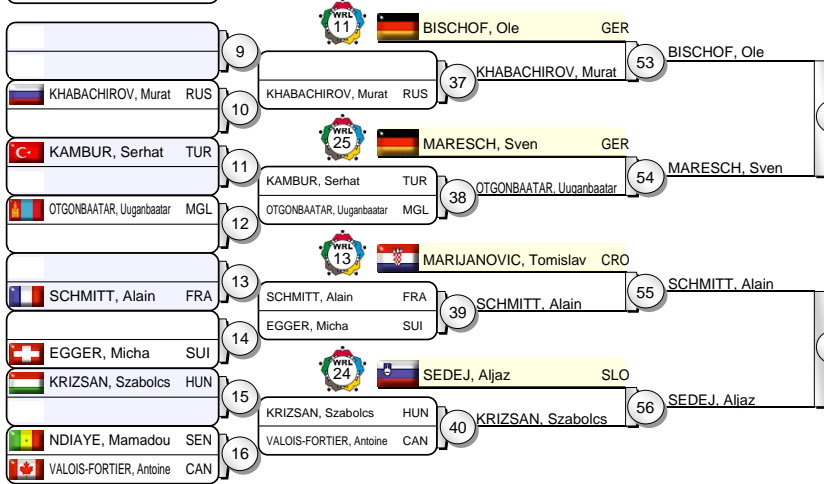 WRL
11
BISCHOF, Ole GER
9
53
BISCHOF, Ole
KHABACHIROV, Murat RUS
10
KHABACHIROV, Murat RUS
37
KHABACHIROV, Murat
WRL
25
MARESCH, Sven GER
KAMBUR, Serhat TUR
11
KAMBUR, Serhat TUR
54
MARESCH, Sven
OTGONBAATAR, Uuganbaatar MGL
12
OTGONBAATAR, Uuganbaatar MGL
38
OTGONBAATAR, Uuganbaatar
WRL
13
MARIJANOVIC, Tomislav CRO
13
SCHMITT, Alain FRA
SCHMITT, Alain FRA
39
SCHMITT, Alain
55
SCHMITT, Alain
14
EGGER, Micha SUI
EGGER, Micha SUI
WRL
24
SEDEJ, Aljaz SLO
KRIZSAN, Szabolcs HUN
15
KRIZSAN, Szabolcs HUN
40
KRIZSAN, Szabolcs
56
SEDEJ, Aljaz
NDIAYE, Mamadou SEN
16
VALOIS-FORTIER, Antoine CAN
VALOIS-FORTIER, Antoine CAN